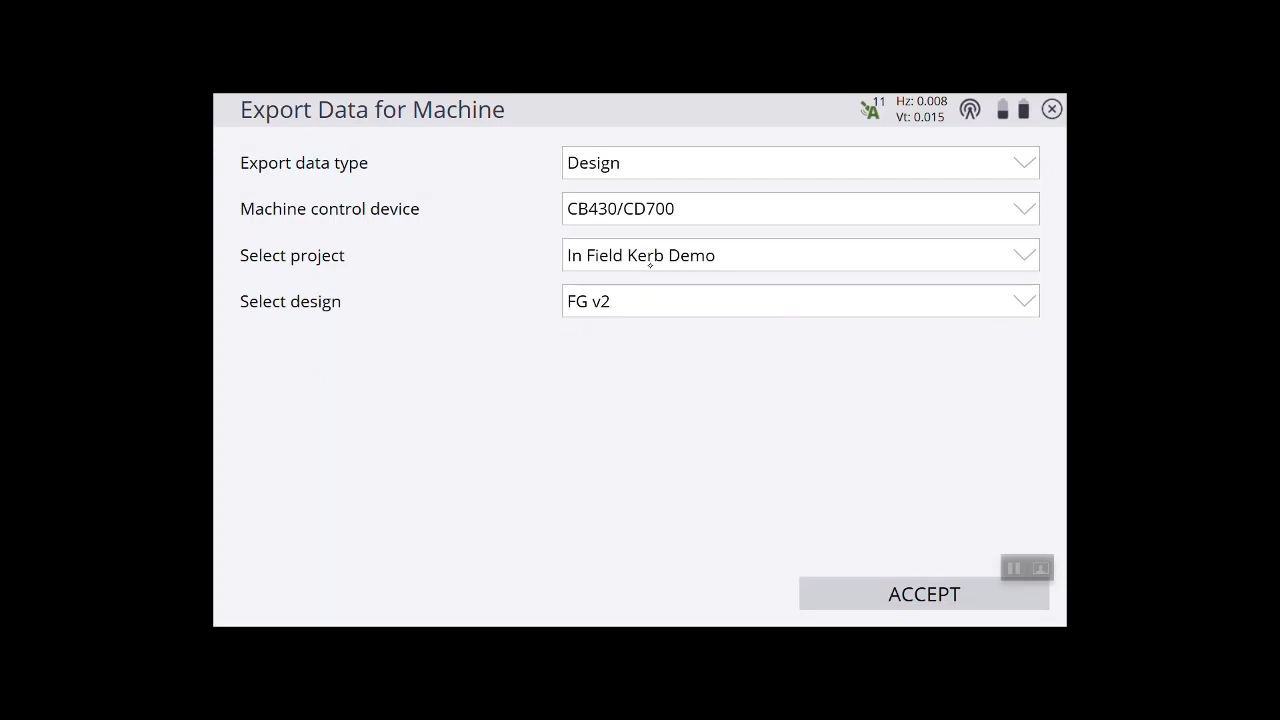 Export Data for Machine
11
Hz: 0.008
Vt: 0.015
Export data type
Design
Machine control device
CB430/CD700
Select project
In Field Kerb Demo
Select design
FG v2
ACCEPT